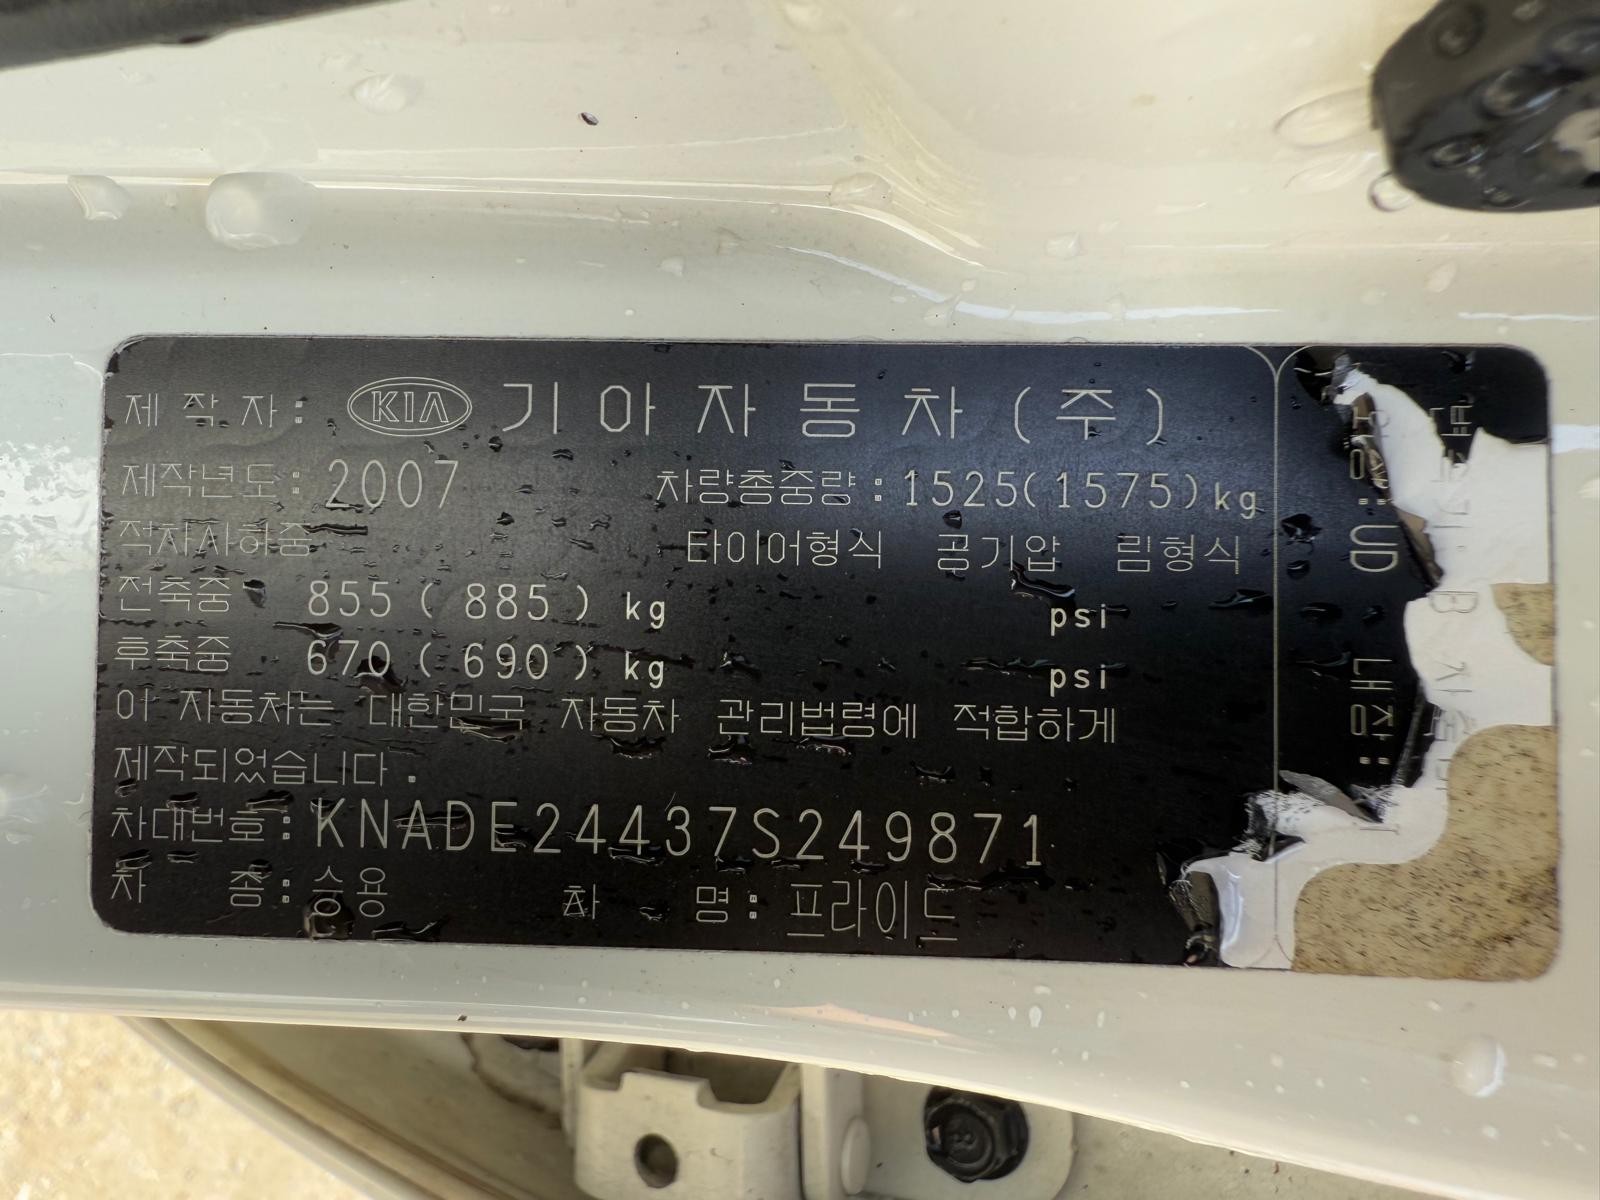 제 작 자 : KIA 기 아 자 동 차 ( 주 )
제작년도 : 2007 차량총중량 : 1525(1575)kg
적차시하중 타이어형식 공기압 림형식
전축중 855 ( 885 ) kg psi
후축중 670 ( 690 ) kg psi
이 자동차는 대한민국 자동차 관리법령에 적합하게
제작되었습니다 .
차대번호 : KNADE24437S249871
차 종 : 승용 차 명 : 프라이드
: UD
내장 :